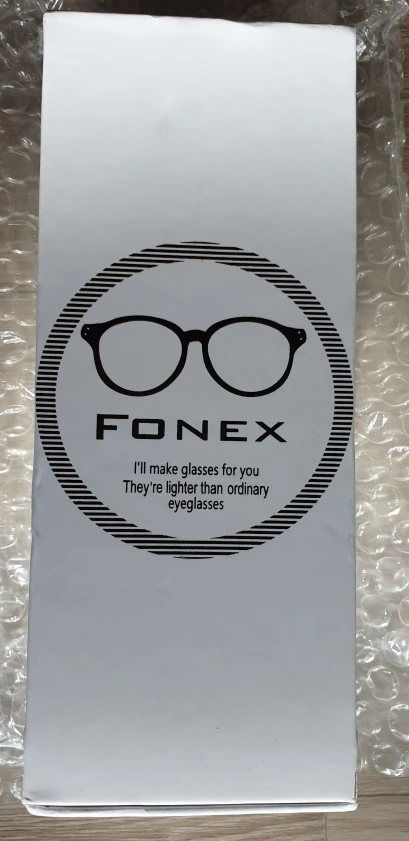 FONEX
I'll make glasses for you
They're lighter than ordinary
eyeglasses